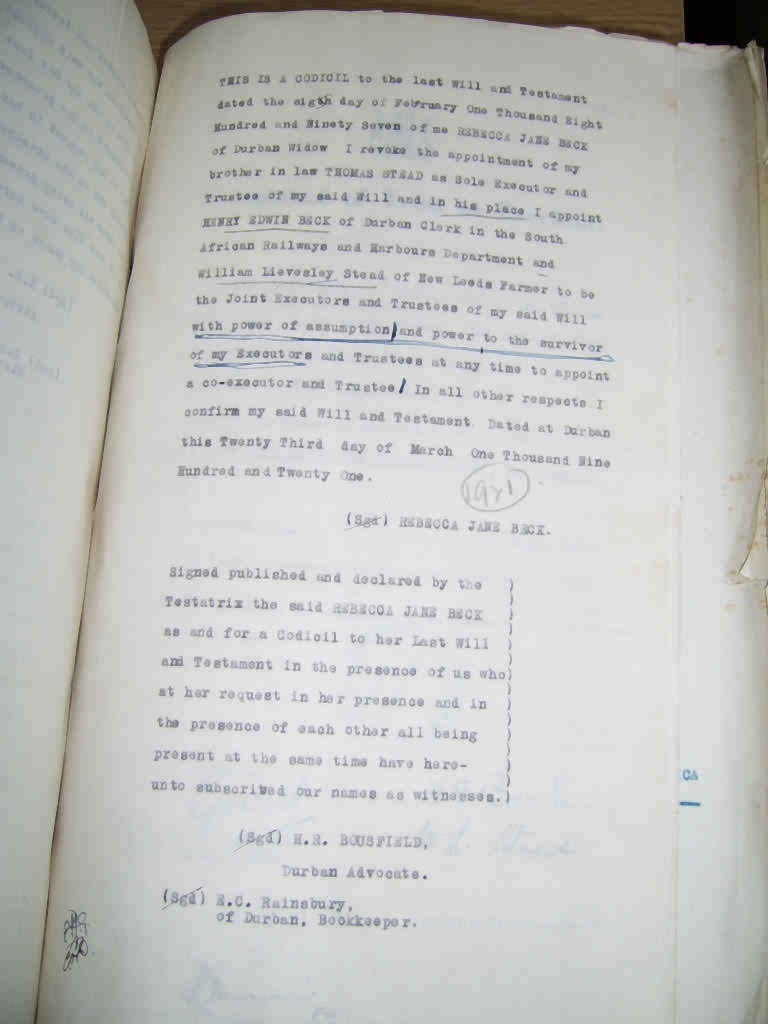 THIS IS A CODICIL to the last Will and Testament
dated the eigth day of February One Thousand Eight
Hundred and Ninety Seven of me REBECCA JANE BECK
of Durban Widow I revoke the appointment of my
brother in law THOMAS STEAD as Sole Executor and
Trustee of my said Will and in his place I appoint
HENRY EDWIN BECK of Durban Clerk in the South
African Railways and Harbours Department and
William Lievesley Stead of New Leeds Farmer to be
the Joint Executors and Trustees of my said Will
with power of assumption/and power to the survivor
of my Executors and Trustees at any time to appoint
a co-executor and Trustee/ In all other respects I
confirm my said Will and Testament. Dated at Durban
this Twenty Third day of March One Thousand Nine
Hundred and Twenty One.
1921
(Sgd) REBECCA JANE BECK.
Signed published and declared by the )
Testatrix the said REBECCA JANE BECK )
as and for a Codicil to her Last Will )
and Testament in the presence of us who)
at her request in her presence and in )
the presence of each other all being )
present at the same time have here- )
unto subscribed our names as witnesses.)
(Sgd) H.R. BOUSFIELD,
Durban Advocate.
(Sgd) E.C. Rainsbury,
of Durban, Bookkeeper.
CA